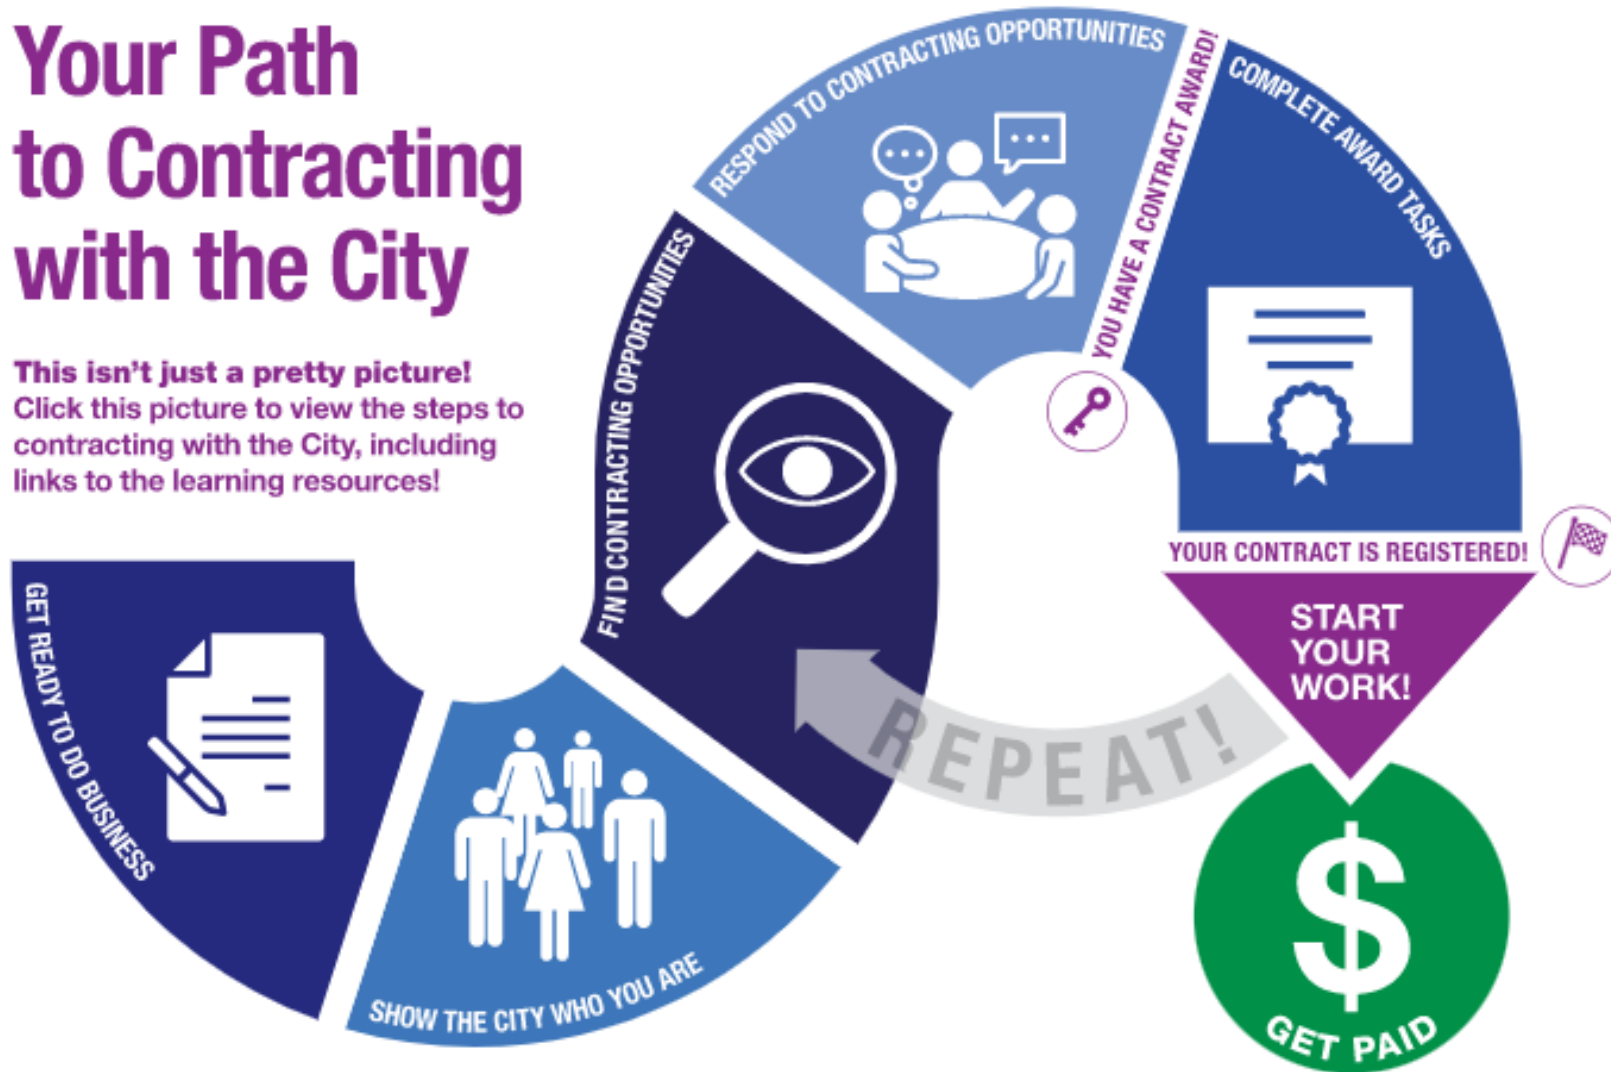 Your Path
to Contracting
with the City
This isn't just a pretty picture!
Click this picture to view the steps to
contracting with the City, including
links to the learning resources!
GET READY TO DO BUSINESS
SHOW THE CITY WHO YOU ARE
FIND CONTRACTING OPPORTUNITIES
RESPOND TO CONTRACTING OPPORTUNITIES
YOU HAVE A CONTRACT AWARD!
COMPLETE AWARD TASKS
YOUR CONTRACT IS REGISTERED!
START
YOUR
WORK!
REPEAT!
$
GET PAID